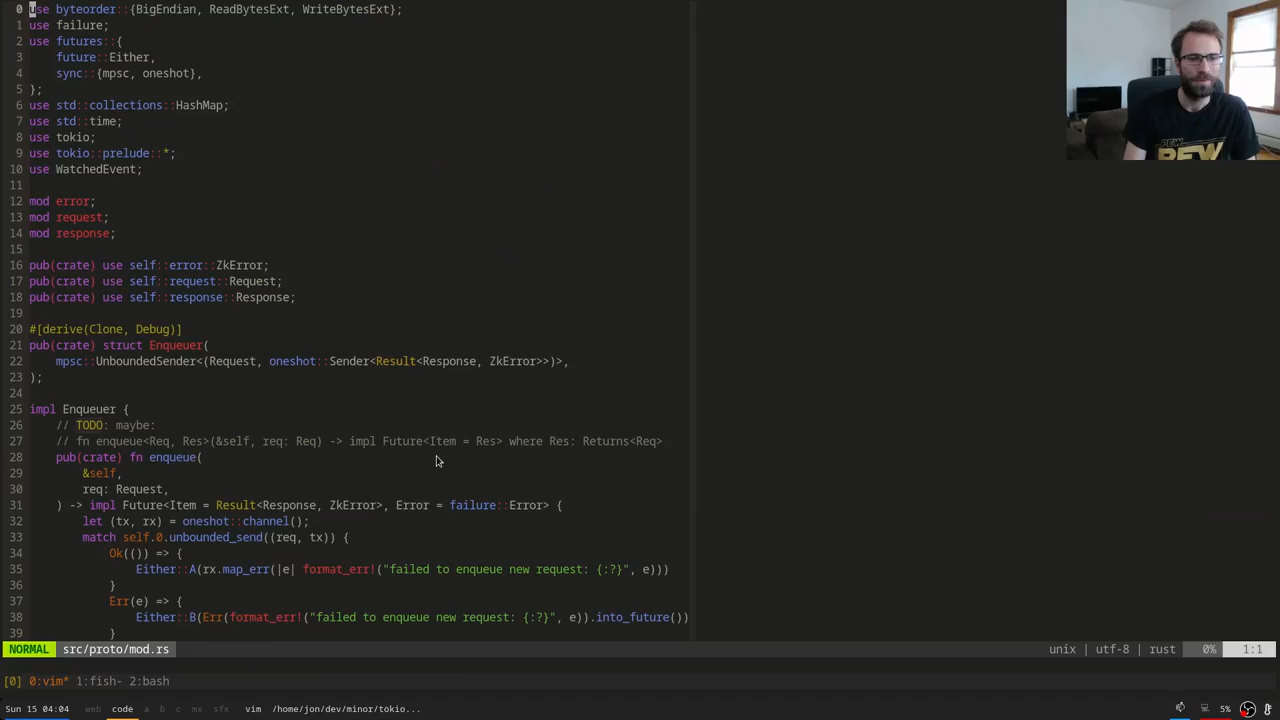 0 use byteorder::{BigEndian, ReadBytesExt, WriteBytesExt};
1 use failure;
2 use futures::{
3 future::Either,
4 sync::{mpsc, oneshot},
5 };
6 use std::collections::HashMap;
7 use std::time;
8 use tokio;
9 use tokio::prelude::*;
10 use WatchedEvent;
11
12 mod error;
13 mod request;
14 mod response;
15
16 pub(crate) use self::error::ZkError;
17 pub(crate) use self::request::Request;
18 pub(crate) use self::response::Response;
19
20 #[derive(Clone, Debug)]
21 pub(crate) struct Enqueuer(
22 mpsc::UnboundedSender<(Request, oneshot::Sender<Result<Response, ZkError>>)>,
23 );
24
25 impl Enqueuer {
26 // TODO: maybe:
27 // fn enqueue<Req, Res>(&self, req: Req) -> impl Future<Item = Res> where Res: Returns<Req>
28 pub(crate) fn enqueue(
29 &self,
30 req: Request,
31 ) -> impl Future<Item = Result<Response, ZkError>, Error = failure::Error> {
32 let (tx, rx) = oneshot::channel();
33 match self.0.unbounded_send((req, tx)) {
34 Ok(()) => {
35 Either::A(rx.map_err(|e| format_err!("failed to enqueue new request: {:?}", e)))
36 }
37 Err(e) => {
38 Either::B(Err(format_err!("failed to enqueue new request: {:?}", e)).into_future())
39 }
NORMAL src/proto/mod.rs unix | utf-8 | rust 0% 1:1
[0] 0:vim* 1:fish- 2:bash
Sun 15 04:04 web code a b c mx sfx vim /home/jon/dev/minor/tokio... 5%